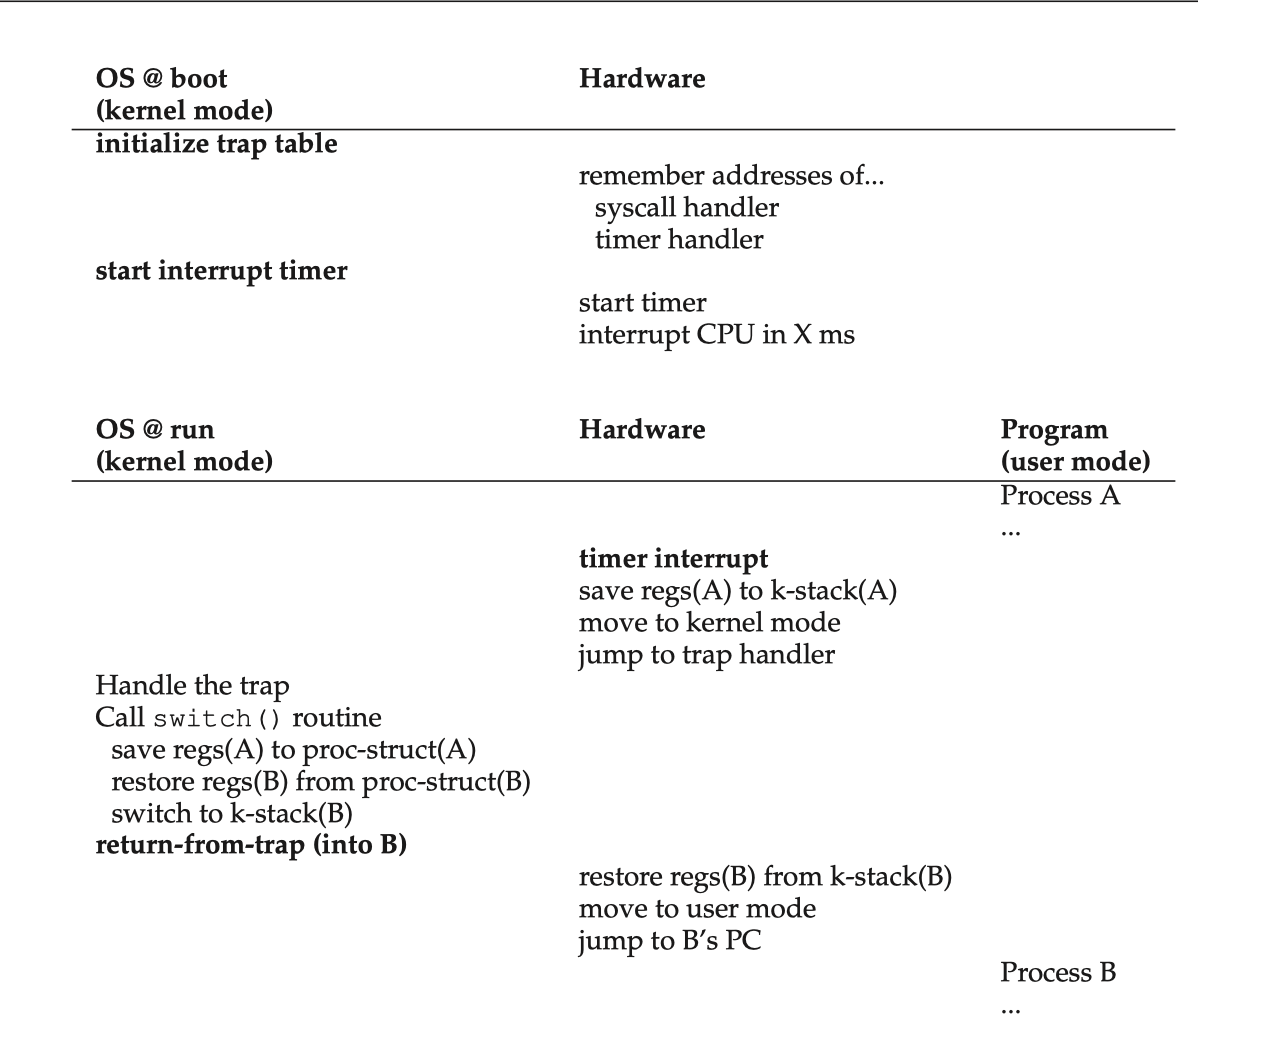 OS @ boot Hardware
(kernel mode)
initialize trap table
remember addresses of...
syscall handler
timer handler
start interrupt timer
start timer
interrupt CPU in X ms
OS @ run Hardware Program
(kernel mode) (user mode)
Process A
...
timer interrupt
save regs(A) to k-stack(A)
move to kernel mode
jump to trap handler
Handle the trap
Call switch() routine
save regs(A) to proc-struct(A)
restore regs(B) from proc-struct(B)
switch to k-stack(B)
return-from-trap (into B)
restore regs(B) from k-stack(B)
move to user mode
jump to B’s PC
Process B
...